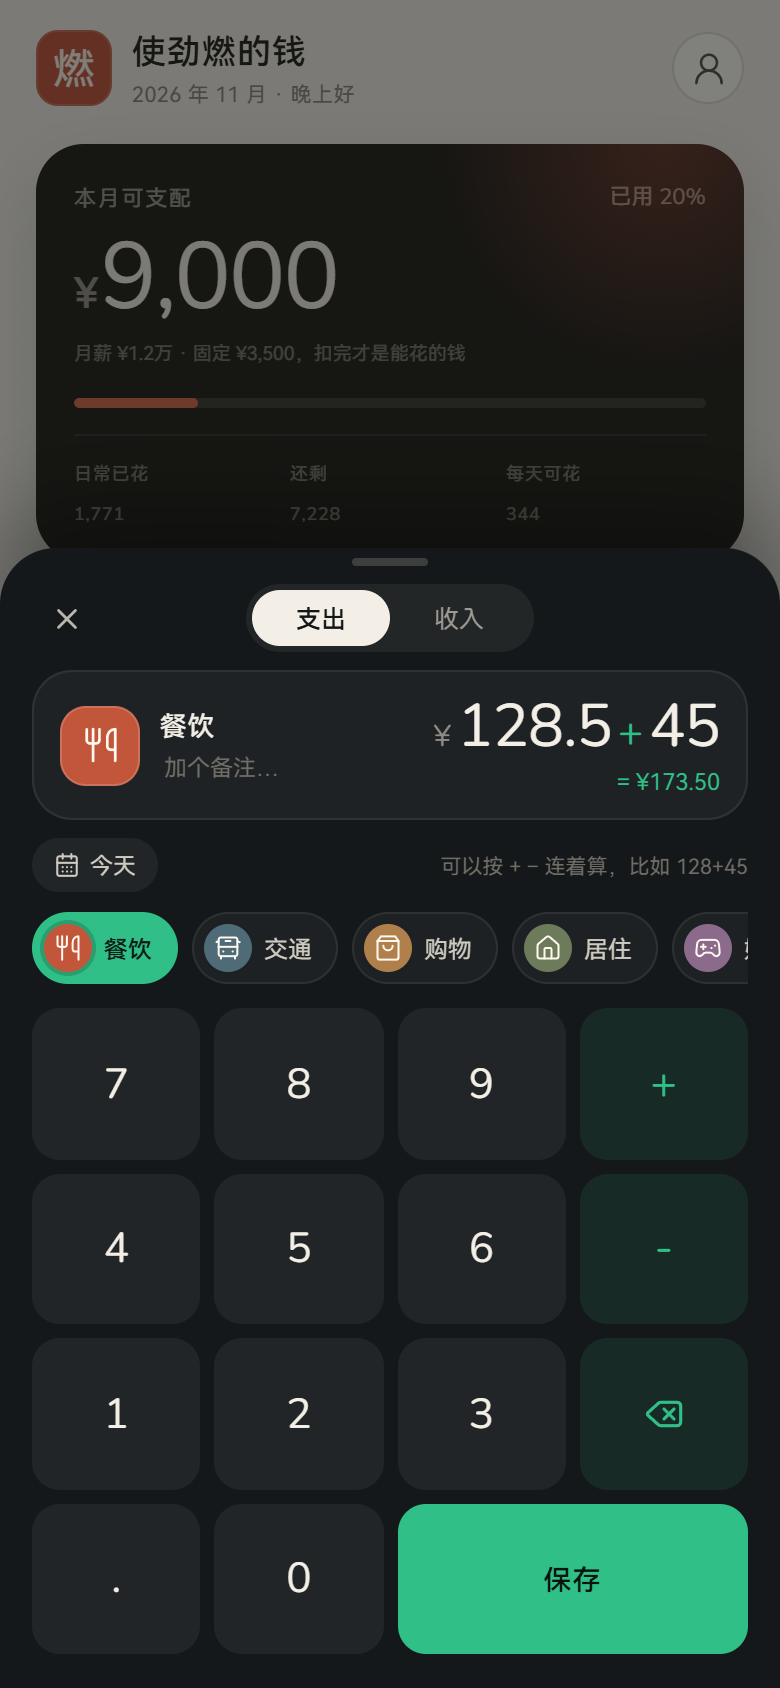 燃
使劲燃的钱
2026 年 11 月 · 晚上好
本月可支配
已用 20%
¥9,000
月薪 ¥1.2万 · 固定 ¥3,500，扣完才是能花的钱
日常已花 还剩 每天可花
1,771 7,228 344
支出 收入
餐饮
加个备注…
¥128.5+45
= ¥173.50
今天
可以按 + − 连着算，比如 128+45
餐饮 交通 购物 居住
7 8 9 +
4 5 6 -
1 2 3
. 0 保存